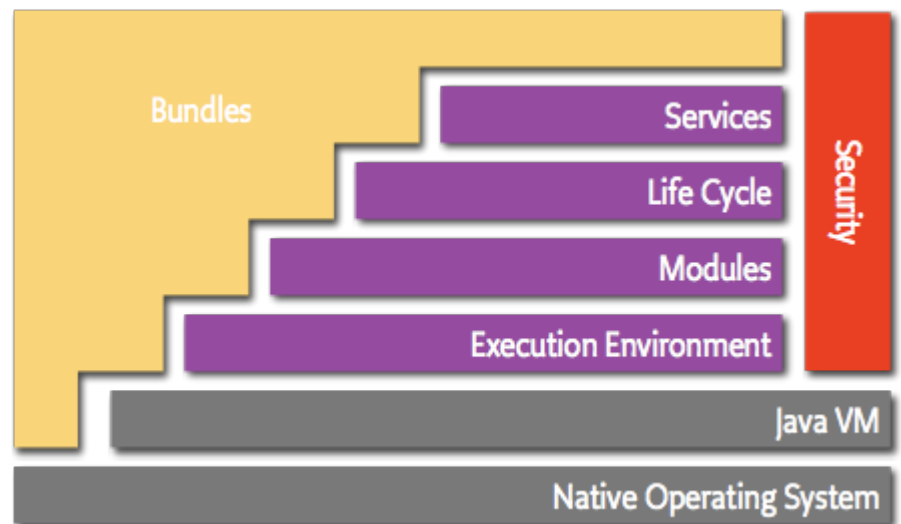 Bundles
Services
Life Cycle
Modules
Execution Environment
Java VM
Native Operating System
Security